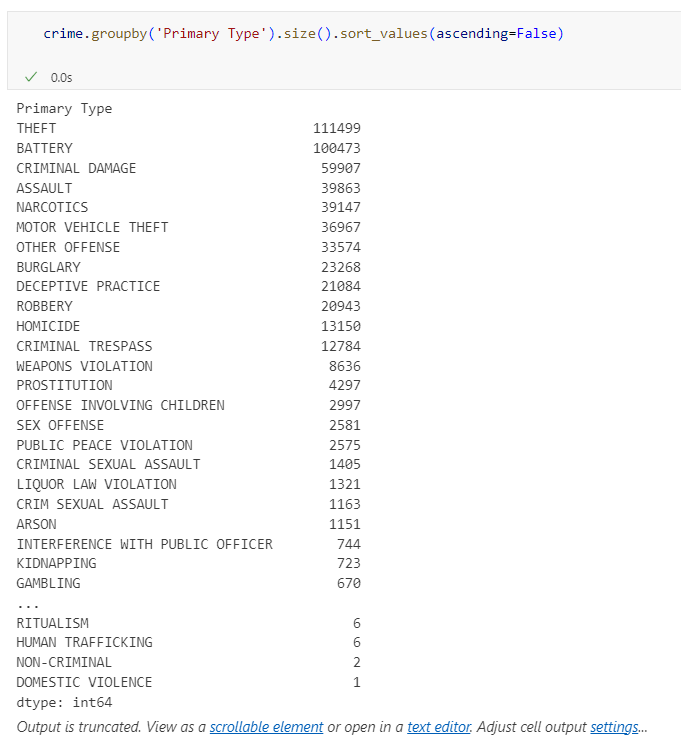 crime.groupby('Primary Type').size().sort_values(ascending=False)
✓ 0.0s
Primary Type
THEFT 111499
BATTERY 100473
CRIMINAL DAMAGE 59907
ASSAULT 39863
NARCOTICS 39147
MOTOR VEHICLE THEFT 36967
OTHER OFFENSE 33574
BURGLARY 23268
DECEPTIVE PRACTICE 21084
ROBBERY 20943
HOMICIDE 13150
CRIMINAL TRESPASS 12784
WEAPONS VIOLATION 8636
PROSTITUTION 4297
OFFENSE INVOLVING CHILDREN 2997
SEX OFFENSE 2581
PUBLIC PEACE VIOLATION 2575
CRIMINAL SEXUAL ASSAULT 1405
LIQUOR LAW VIOLATION 1321
CRIM SEXUAL ASSAULT 1163
ARSON 1151
INTERFERENCE WITH PUBLIC OFFICER 744
KIDNAPPING 723
GAMBLING 670
...
RITUALISM 6
HUMAN TRAFFICKING 6
NON-CRIMINAL 2
DOMESTIC VIOLENCE 1
dtype: int64
Output is truncated. View as a scrollable element or open in a text editor. Adjust cell output settings...